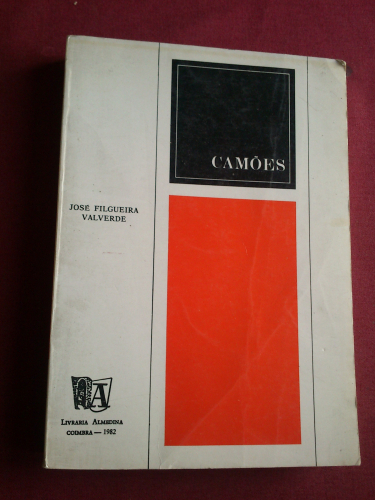 CAMÕES
JOSÉ FILGUEIRA
VALVERDE
LIVRARIA ALMEDINA
COIMBRA — 1982